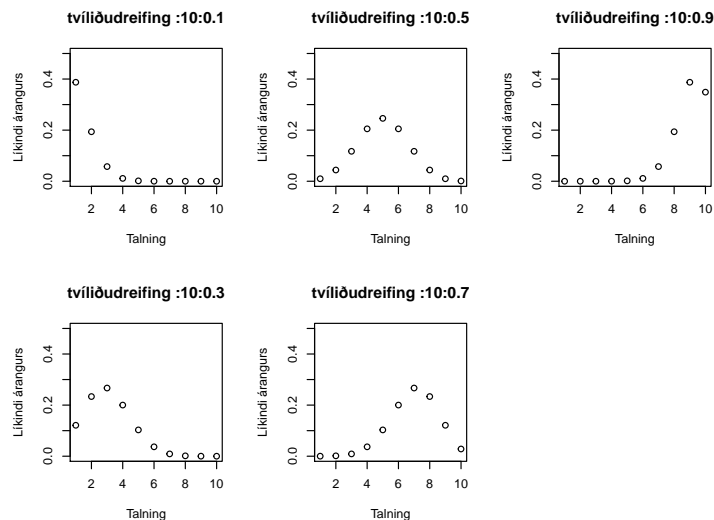 tvíliðudreifing :10:0.1
Líkindi árangurs
0.0 0.2 0.4
2 4 6 8 10
Talning
tvíliðudreifing :10:0.5
Líkindi árangurs
0.0 0.2 0.4
2 4 6 8 10
Talning
tvíliðudreifing :10:0.9
Líkindi árangurs
0.0 0.2 0.4
2 4 6 8 10
Talning
tvíliðudreifing :10:0.3
Líkindi árangurs
0.0 0.2 0.4
2 4 6 8 10
Talning
tvíliðudreifing :10:0.7
Líkindi árangurs
0.0 0.2 0.4
2 4 6 8 10
Talning